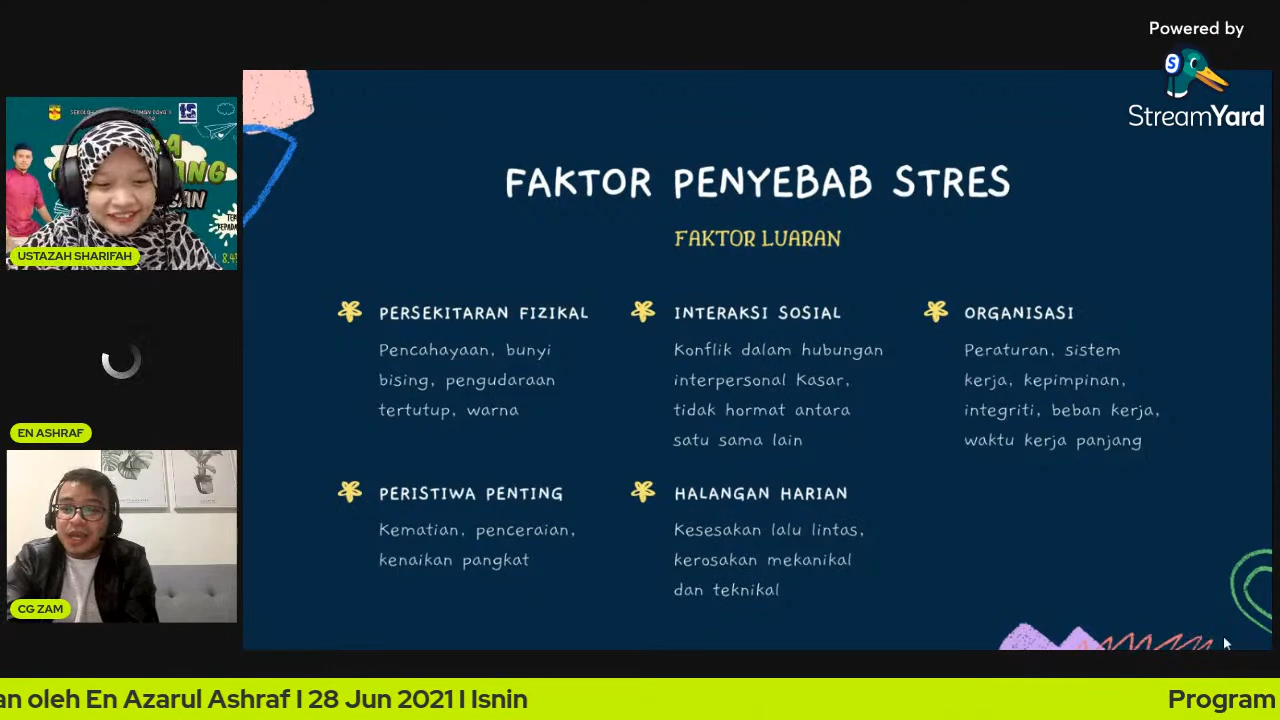 Powered by
StreamYard
USTAZAH SHARIFAH
EN ASHRAF
CG ZAM
FAKTOR PENYEBAB STRES
FAKTOR LUARAN
PERSEKITARAN FIZIKAL
Pencahayaan, bunyi
bising, pengudaraan
tertutup, warna
INTERAKSI SOSIAL
Konflik dalam hubungan
interpersonal Kasar,
tidak hormat antara
satu sama lain
ORGANISASI
Peraturan, sistem
kerja, kepimpinan,
integriti, beban kerja,
waktu kerja panjang
PERISTIWA PENTING
Kematian, penceraian,
kenaikan pangkat
HALANGAN HARIAN
Kesesakan lalu lintas,
kerosakan mekanikal
dan teknikal
an oleh En Azarul Ashraf I 28 Jun 2021 I Isnin
Program